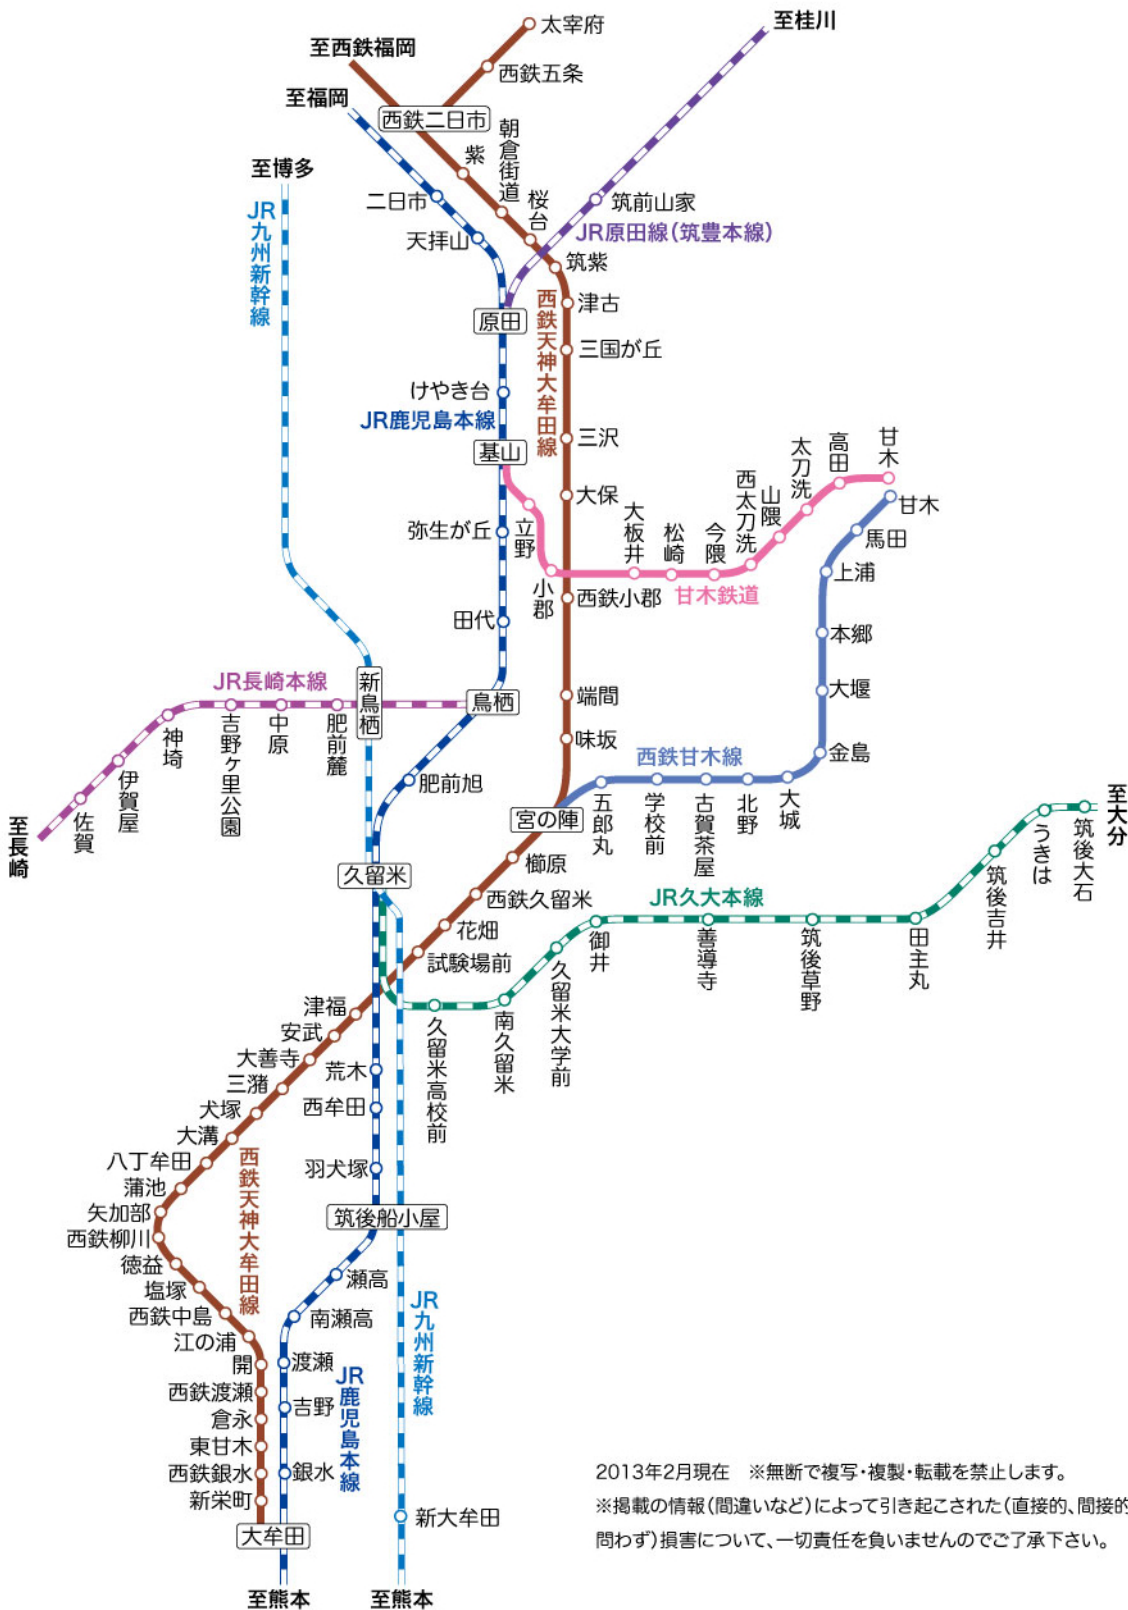 太宰府
至桂川
至西鉄福岡
西鉄五条
至福岡
西鉄二日市
朝倉街道
紫
至博多
二日市
桜台
筑前山家
JR九州新幹線
天拝山
JR原田線(筑豊本線)
筑紫
西鉄天神大牟田線
津古
原田
三国が丘
けやき台
JR鹿児島本線
三沢
基山
太刀洗
高田
甘木
大保
西太刀洗
山隈
甘木
弥生が丘
立野
大板井
松崎
今隈
馬田
上浦
小郡
西鉄小郡
甘木鉄道
田代
本郷
JR長崎本線
新鳥栖
鳥栖
端間
大堰
神埼
吉野ヶ里公園
中原
肥前麓
味坂
西鉄甘木線
金島
伊賀屋
肥前旭
佐賀
至長崎
宮の陣
五郎丸
学校前
古賀茶屋
北野
大城
至大分
うきは
筑後大石
久留米
櫛原
西鉄久留米
JR久大本線
筑後吉井
花畑
御井
善導寺
筑後草野
田主丸
試験場前
久留米大学前
津福
南久留米
久留米高校前
安武
大善寺
荒木
三潴
西牟田
犬塚
大溝
西鉄天神大牟田線
八丁牟田
羽犬塚
蒲池
矢加部
筑後船小屋
西鉄柳川
徳益
瀬高
塩塚
JR九州新幹線
西鉄中島
南瀬高
江の浦
開
渡瀬
JR鹿児島本線
西鉄渡瀬
吉野
倉永
東甘木
西鉄銀水
銀水
新栄町
新大牟田
大牟田
至熊本
至熊本
2013年2月現在　※無断で複写・複製・転載を禁止します。
※掲載の情報(間違いなど)によって引き起こされた(直接的、間接的
問わず)損害について、一切責任を負いませんのでご了承下さい。